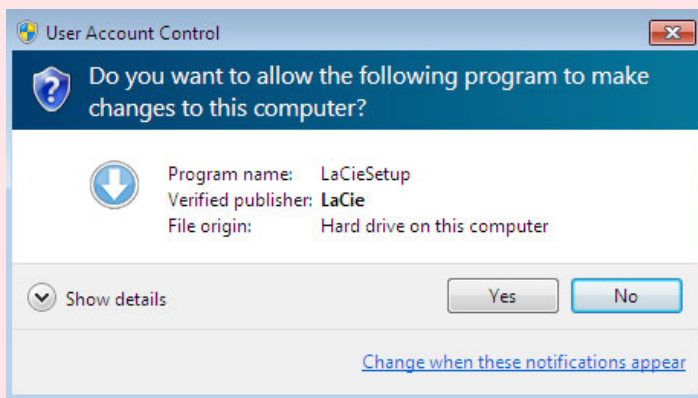 User Account Control
Do you want to allow the following program to make
changes to this computer?
Program name: LaCieSetup
Verified publisher: LaCie
File origin: Hard drive on this computer
Show details
Yes No
Change when these notifications appear